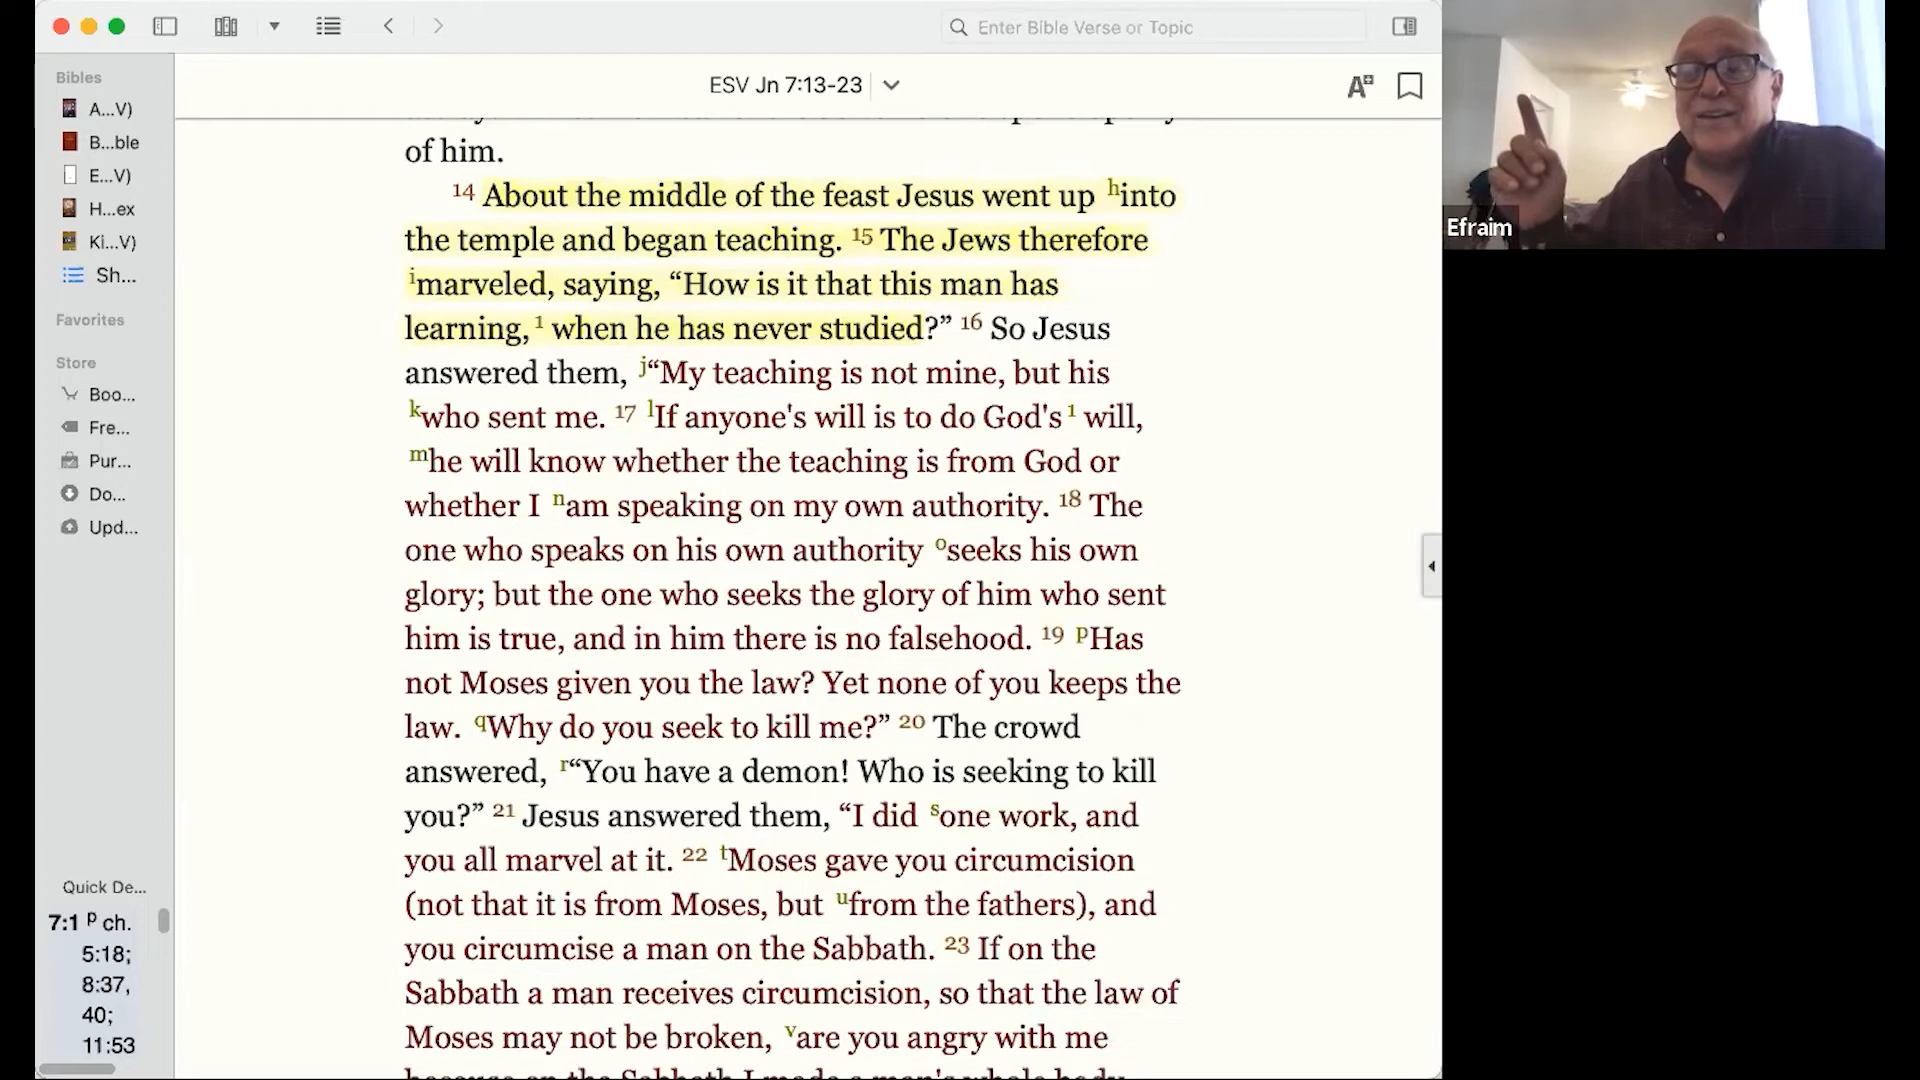 Enter Bible Verse or Topic
Bibles
A...V)
B...ble
E...V)
H...ex
Ki...V)
Sh...
Favorites
Store
Boo...
Fre...
Pur...
Do...
Upd...
Quick De...
7:1 p ch.
5:18;
8:37,
40;
11:53
ESV Jn 7:13-23
of him.
14 About the middle of the feast Jesus went up h into
the temple and began teaching. 15 The Jews therefore
i marveled, saying, “How is it that this man has
learning, 1 when he has never studied?” 16 So Jesus
answered them, j “My teaching is not mine, but his
k who sent me. 17 l If anyone's will is to do God's 1 will,
m he will know whether the teaching is from God or
whether I n am speaking on my own authority. 18 The
one who speaks on his own authority o seeks his own
glory; but the one who seeks the glory of him who sent
him is true, and in him there is no falsehood. 19 p Has
not Moses given you the law? Yet none of you keeps the
law. q Why do you seek to kill me?” 20 The crowd
answered, r “You have a demon! Who is seeking to kill
you?” 21 Jesus answered them, “I did s one work, and
you all marvel at it. 22 t Moses gave you circumcision
(not that it is from Moses, but u from the fathers), and
you circumcise a man on the Sabbath. 23 If on the
Sabbath a man receives circumcision, so that the law of
Moses may not be broken, v are you angry with me
because on the Sabbath I made a man's whole body
Efraim